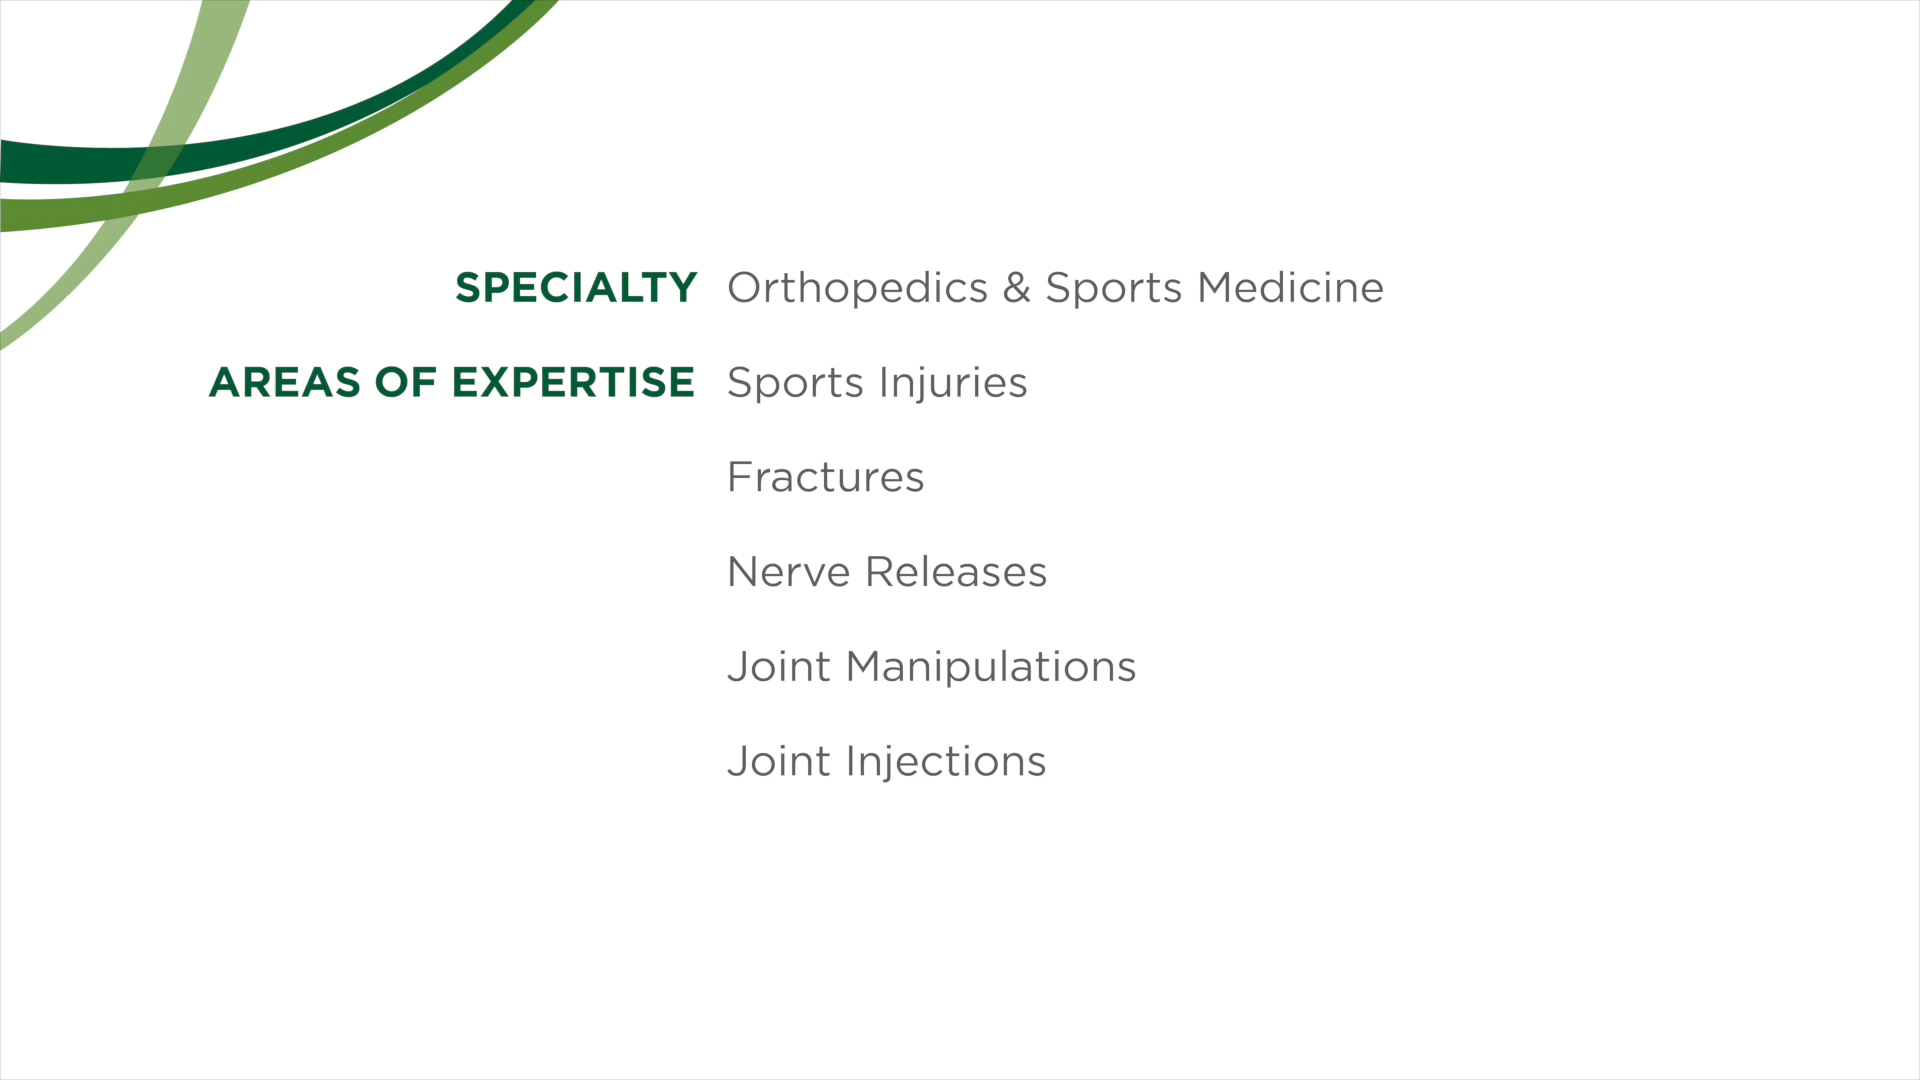 SPECIALTY Orthopedics & Sports Medicine
AREAS OF EXPERTISE Sports Injuries
Fractures
Nerve Releases
Joint Manipulations
Joint Injections